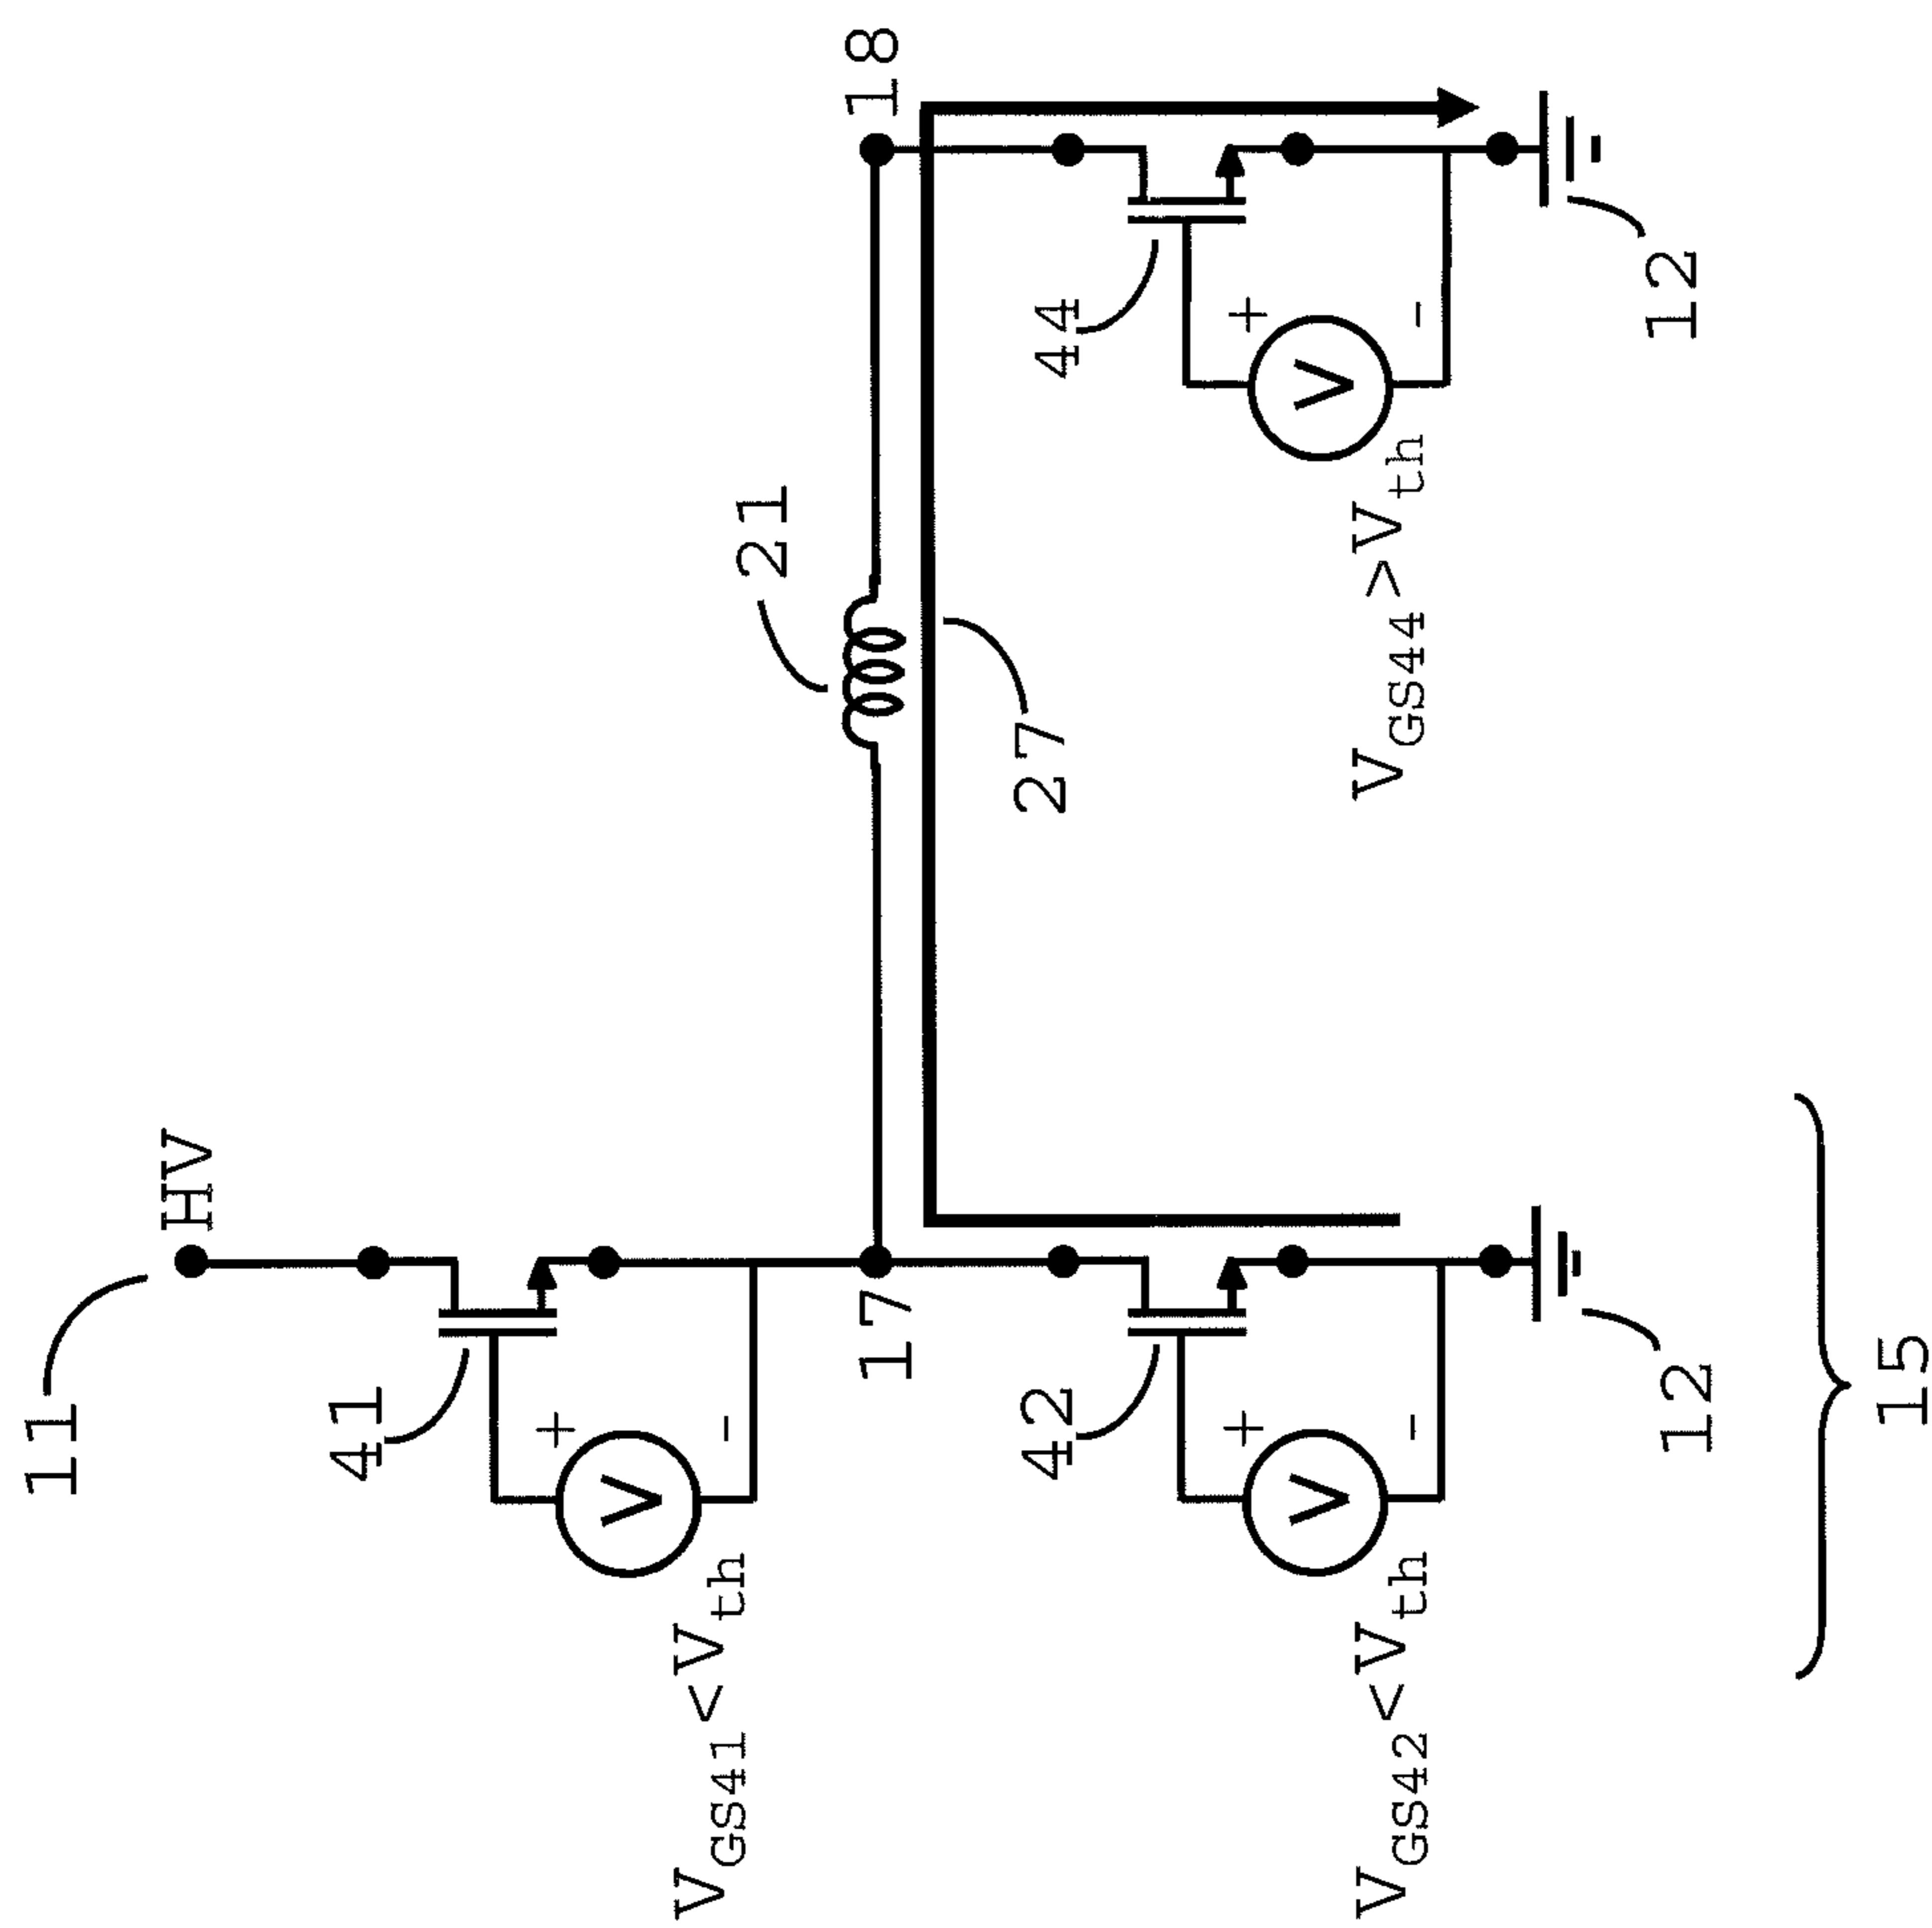 11
HV
41
+
V
-
V_GS41<V_th
17
21
18
27
42
+
V
-
V_GS42<V_th
44
+
V
-
V_GS44>V_th
12
12
15